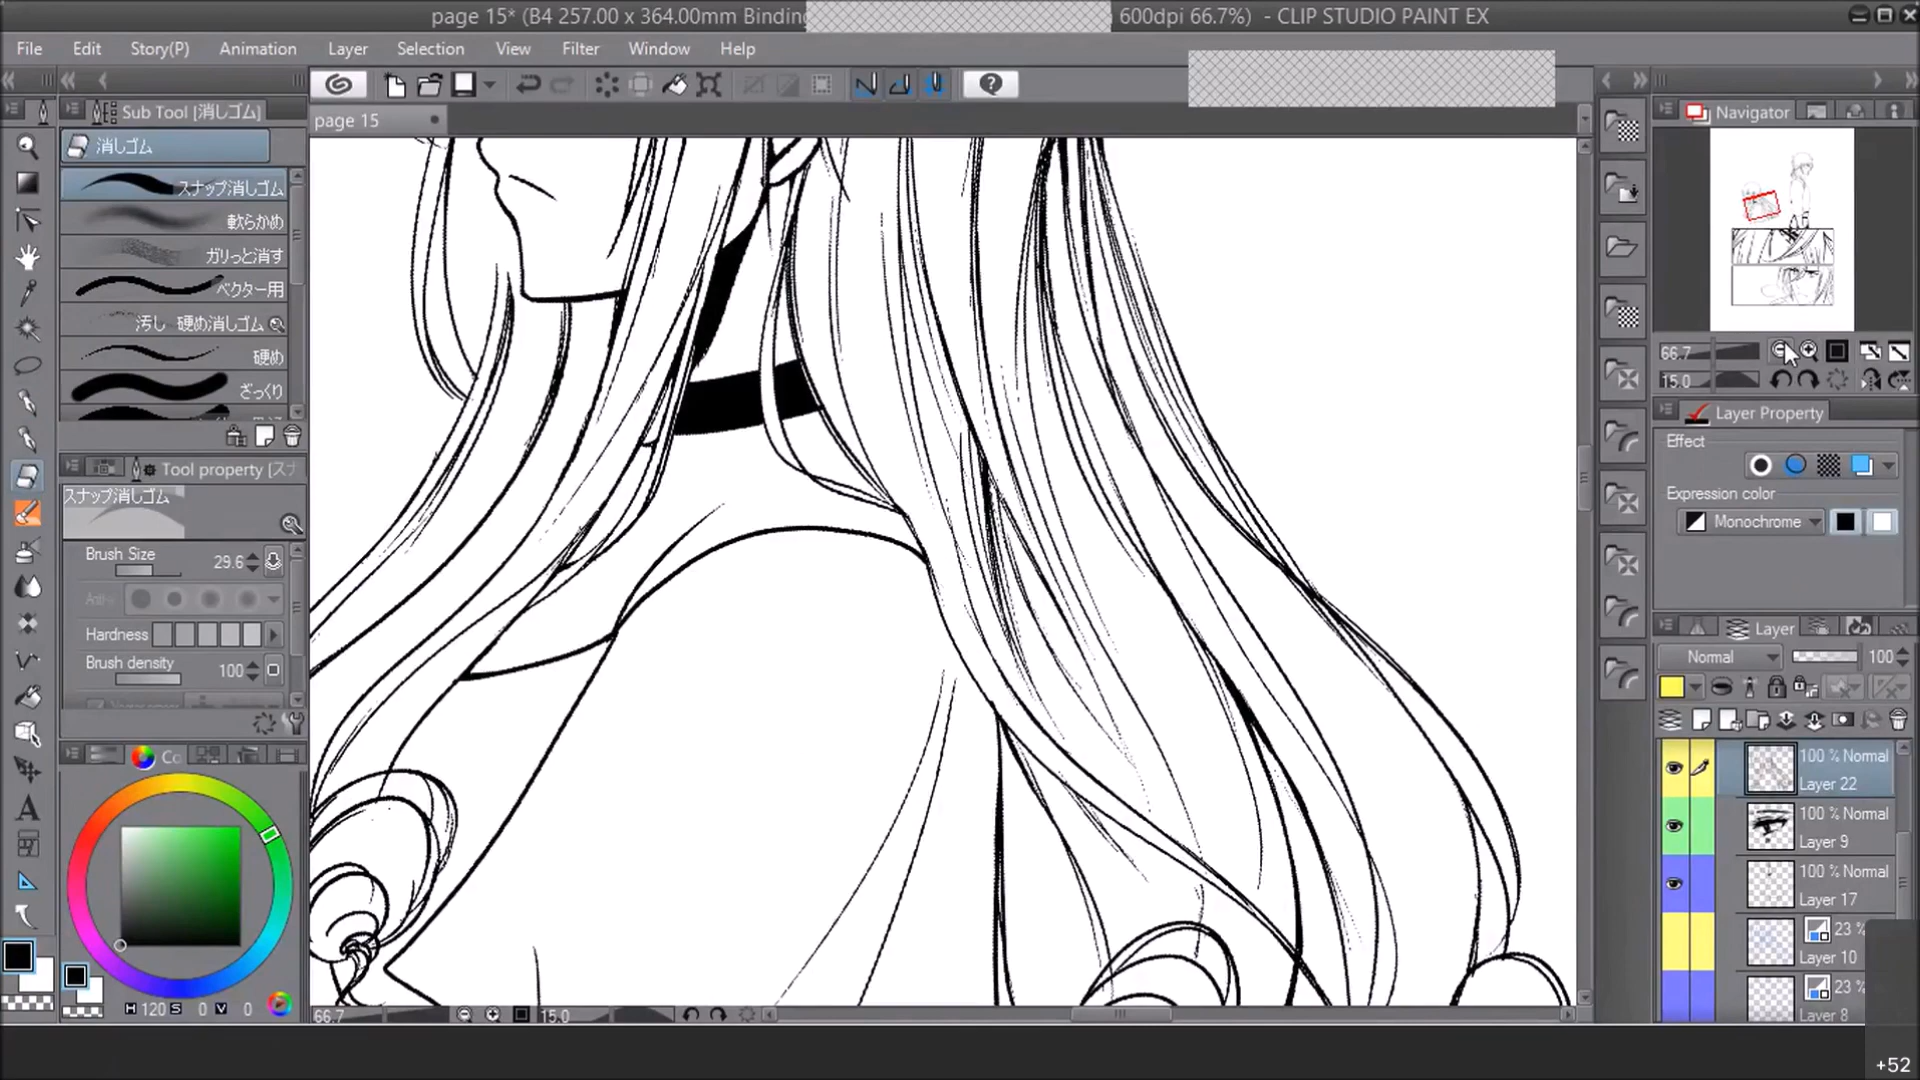 page 15* (B4 257.00 x 364.00mm Binding
600dpi 66.7%) - CLIP STUDIO PAINT EX
File Edit Story(P) Animation Layer Selection View Filter Window Help
Sub Tool [消しゴム]
page 15
Navigator
消しゴム
スナップ消しゴム
軟らかめ
ガリっと消す
ベクター用
汚し 硬め消しゴム
硬め
ざっくり
66.7
15.0
Layer Property
Effect
Expression color
Monochrome
Tool property [ス
スナップ消しゴム
Brush Size 29.6
Hardness
Brush density 100
Layer
Normal 100
Co
100 % Normal
Layer 22
100 % Normal
Layer 9
100 % Normal
Layer 17
23 %
Layer 10
23 %
Layer 8
H 120 S 0 V 0
66.7 15.0
+52